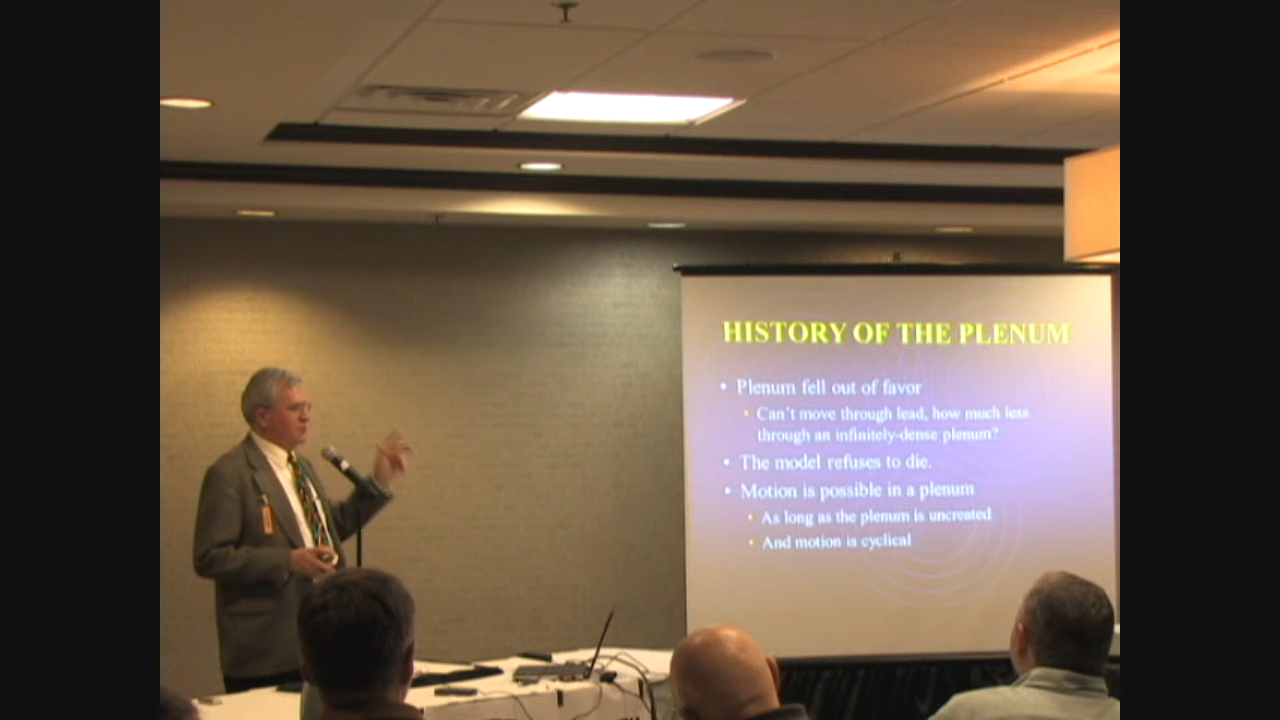 HISTORY OF THE PLENUM
• Plenum fell out of favor
• Can't move through lead, how much less
through an infinitely-dense plenum?
• The model refuses to die.
• Motion is possible in a plenum
• As long as the plenum is uncreated
• And motion is cyclical